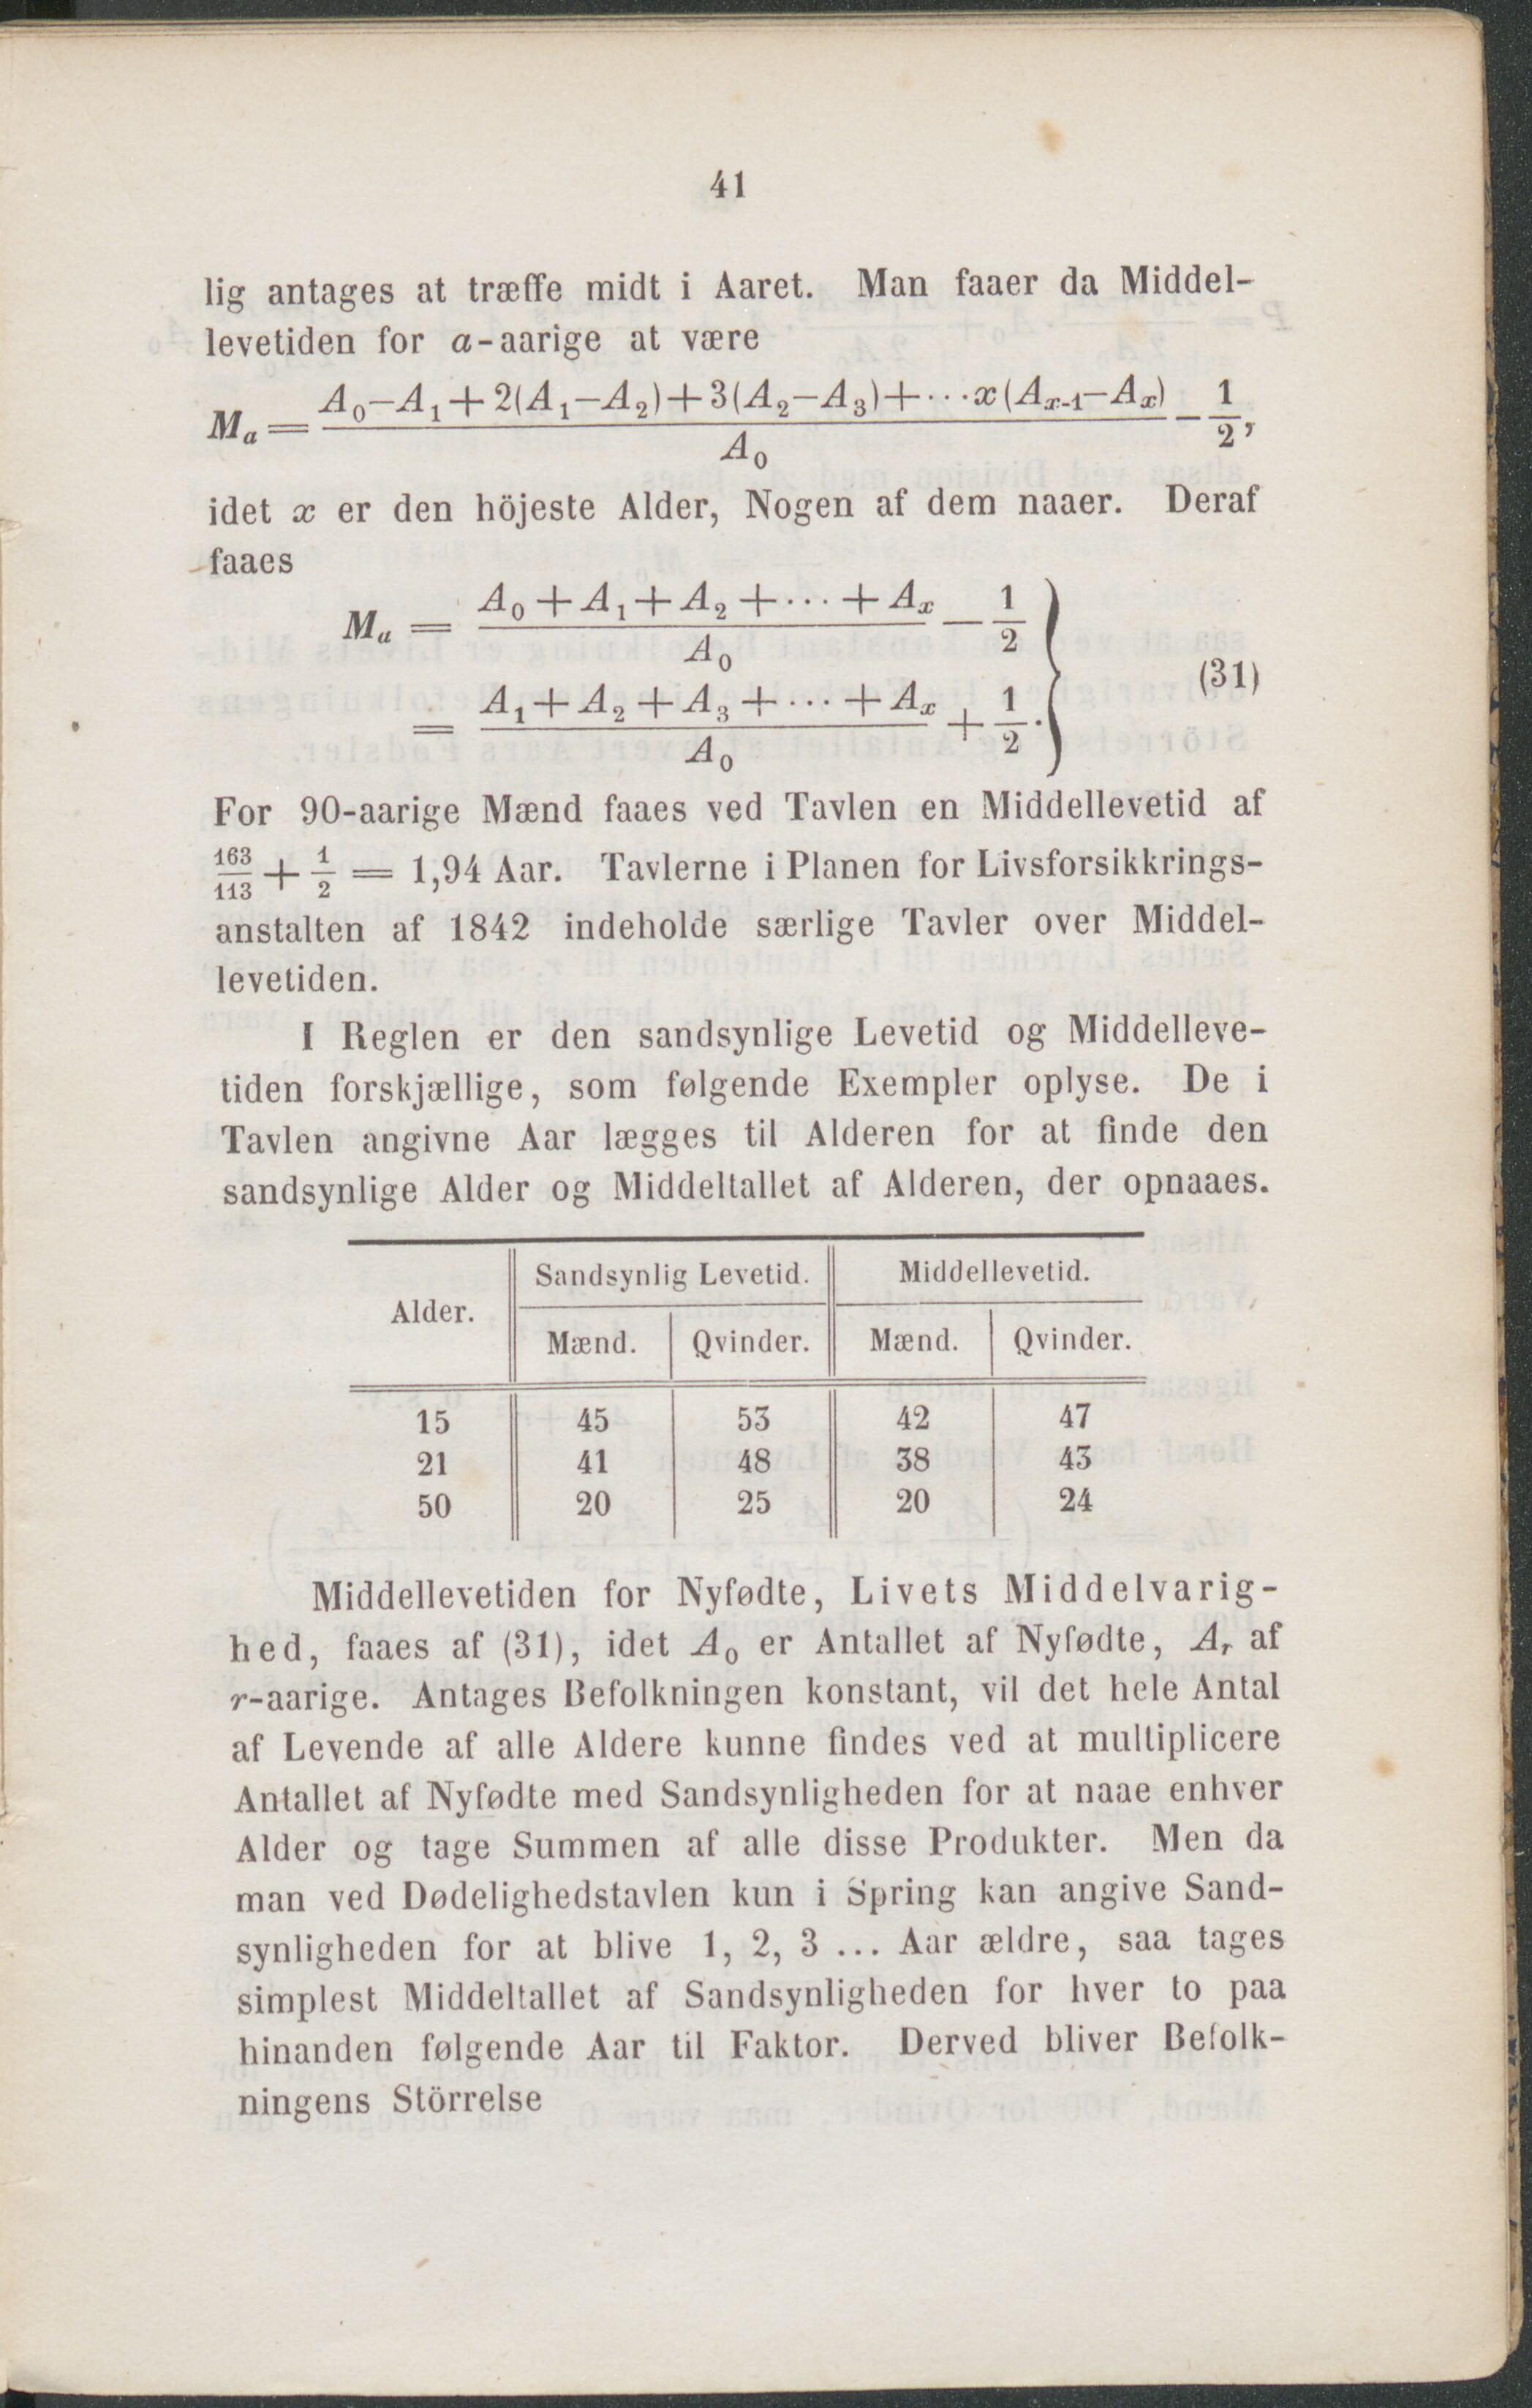 41
lig antages at træffe midt i Aaret. Man faaer da Middel-
levetiden for a-aarige at være
M_a = \frac{A_0-A_1+2(A_1-A_2)+3(A_2-A_3)+\cdots x(A_{x-1}-A_x)}{A_0} - \frac{1}{2},
idet x er den höjeste Alder, Nogen af dem naaer. Deraf
faaes
M_a = \frac{A_0+A_1+A_2+\cdots+A_x}{A_0} - \frac{1}{2}
= \frac{A_1+A_2+A_3+\cdots+A_x}{A_0} + \frac{1}{2}. (31)
For 90-aarige Mænd faaes ved Tavlen en Middellevetid af
\frac{163}{113} + \frac{1}{2} = 1,94 Aar. Tavlerne i Planen for Livsforsikkrings-
anstalten af 1842 indeholde særlige Tavler over Middel-
levetiden.
I Reglen er den sandsynlige Levetid og Middelleve-
tiden forskjællige, som følgende Exempler oplyse. De i
Tavlen angivne Aar lægges til Alderen for at finde den
sandsynlige Alder og Middeltallet af Alderen, der opnaaes.
Alder. Sandsynlig Levetid. Middellevetid.
Mænd. Qvinder. Mænd. Qvinder.
15 45 53 42 47
21 41 48 38 43
50 20 25 20 24
Middellevetiden for Nyfødte, Livets Middelvarig-
hed, faaes af (31), idet A_0 er Antallet af Nyfødte, A_r af
r-aarige. Antages Befolkningen konstant, vil det hele Antal
af Levende af alle Aldere kunne findes ved at multiplicere
Antallet af Nyfødte med Sandsynligheden for at naae enhver
Alder og tage Summen af alle disse Produkter. Men da
man ved Dødelighedstavlen kun i Spring kan angive Sand-
synligheden for at blive 1, 2, 3 ... Aar ældre, saa tages
simplest Middeltallet af Sandsynligheden for hver to paa
hinanden følgende Aar til Faktor. Derved bliver Befolk-
ningens Störrelse